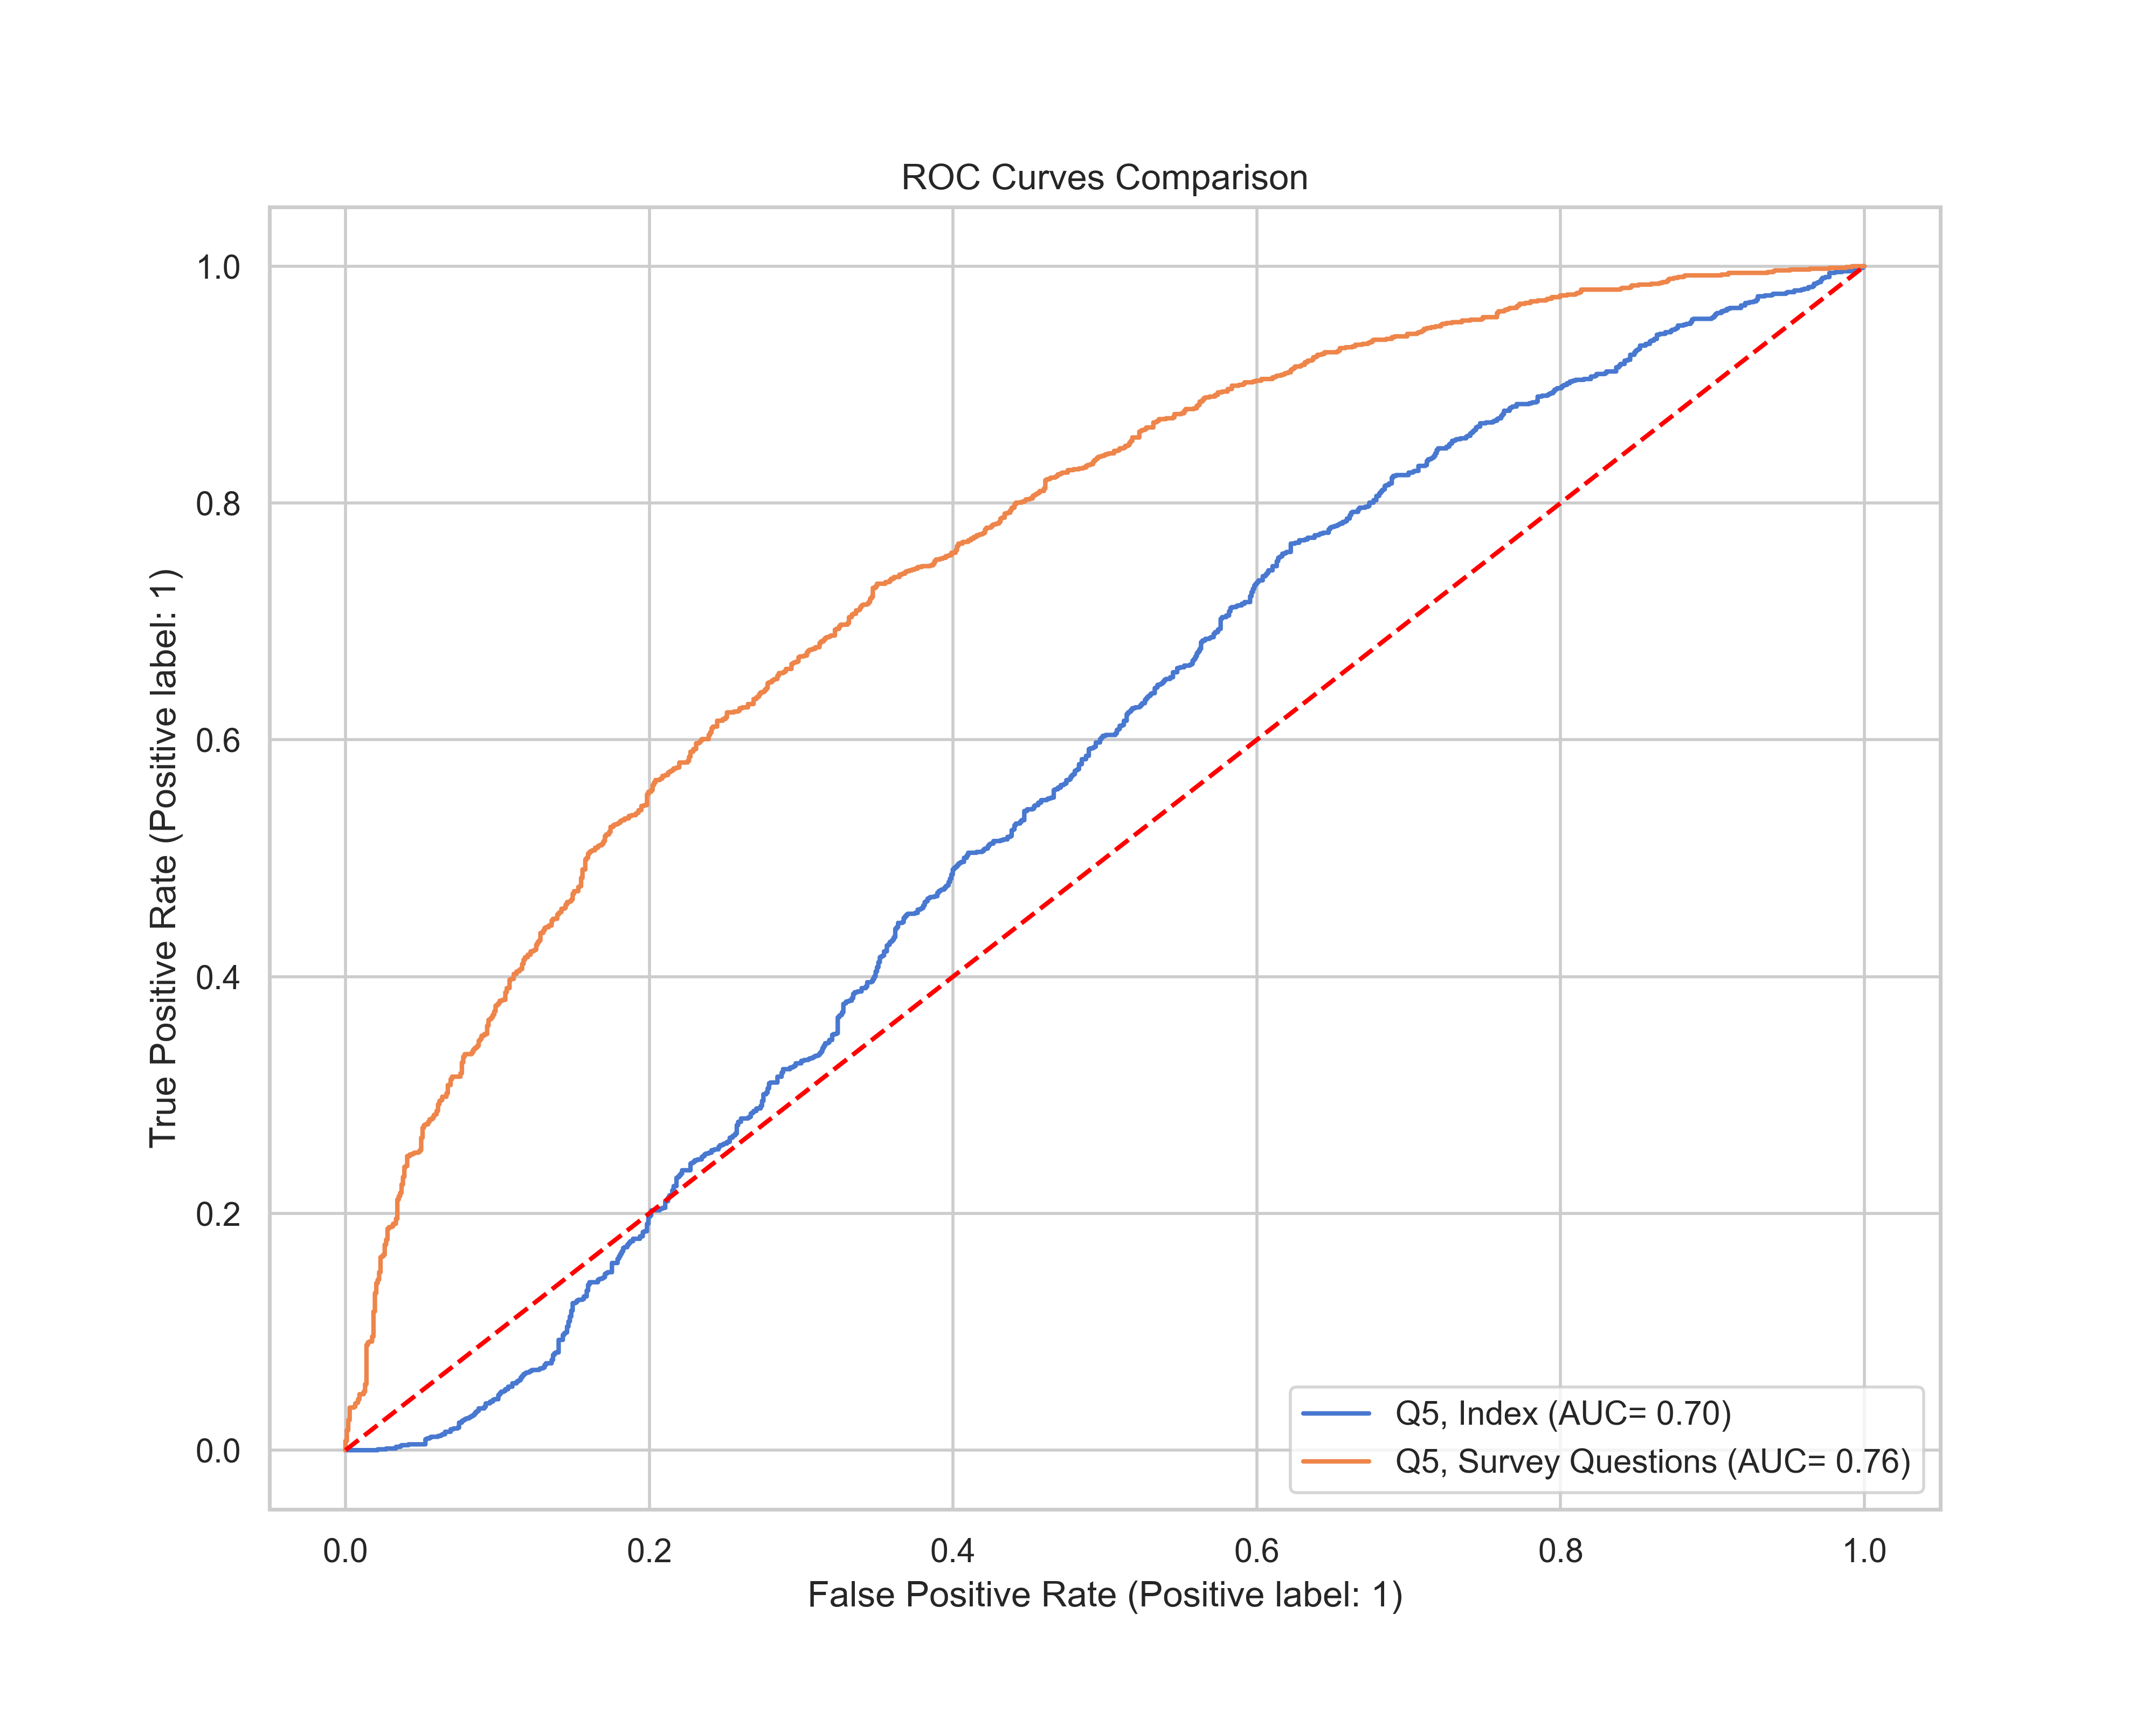 ROC Curves Comparison
1.0
0.8
0.6
0.4
0.2
0.0
True Positive Rate (Positive label: 1)
Q5, Index (AUC= 0.70)
Q5, Survey Questions (AUC= 0.76)
0.0 0.2 0.4 0.6 0.8 1.0
False Positive Rate (Positive label: 1)